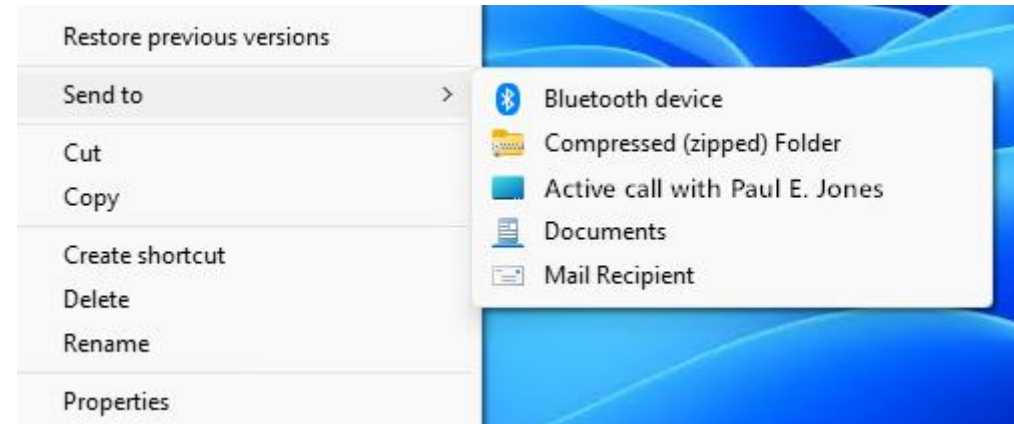 Restore previous versions
Send to
Bluetooth device
Compressed (zipped) Folder
Active call with Paul E. Jones
Documents
Mail Recipient
Cut
Copy
Create shortcut
Delete
Rename
Properties